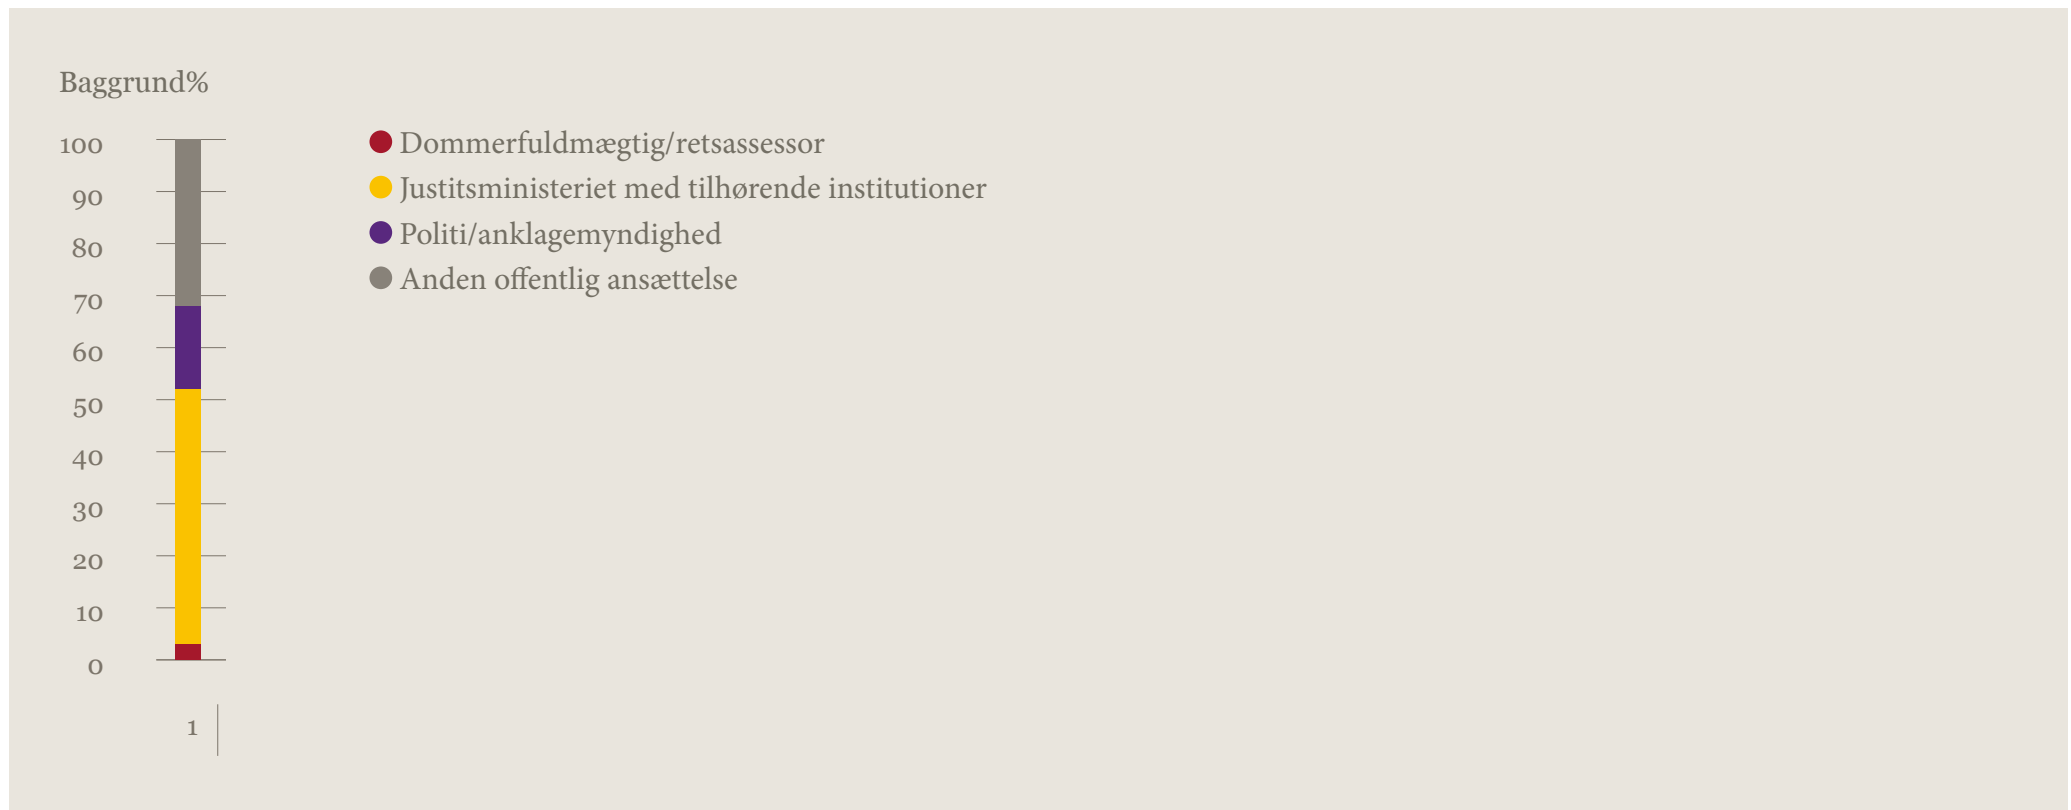 Baggrund%
100
90
80
70
60
50
40
30
20
10
0
1
Dommerfuldmægtig/retsassessor
Justitsministeriet med tilhørende institutioner
Politi/anklagemyndighed
Anden offentlig ansættelse